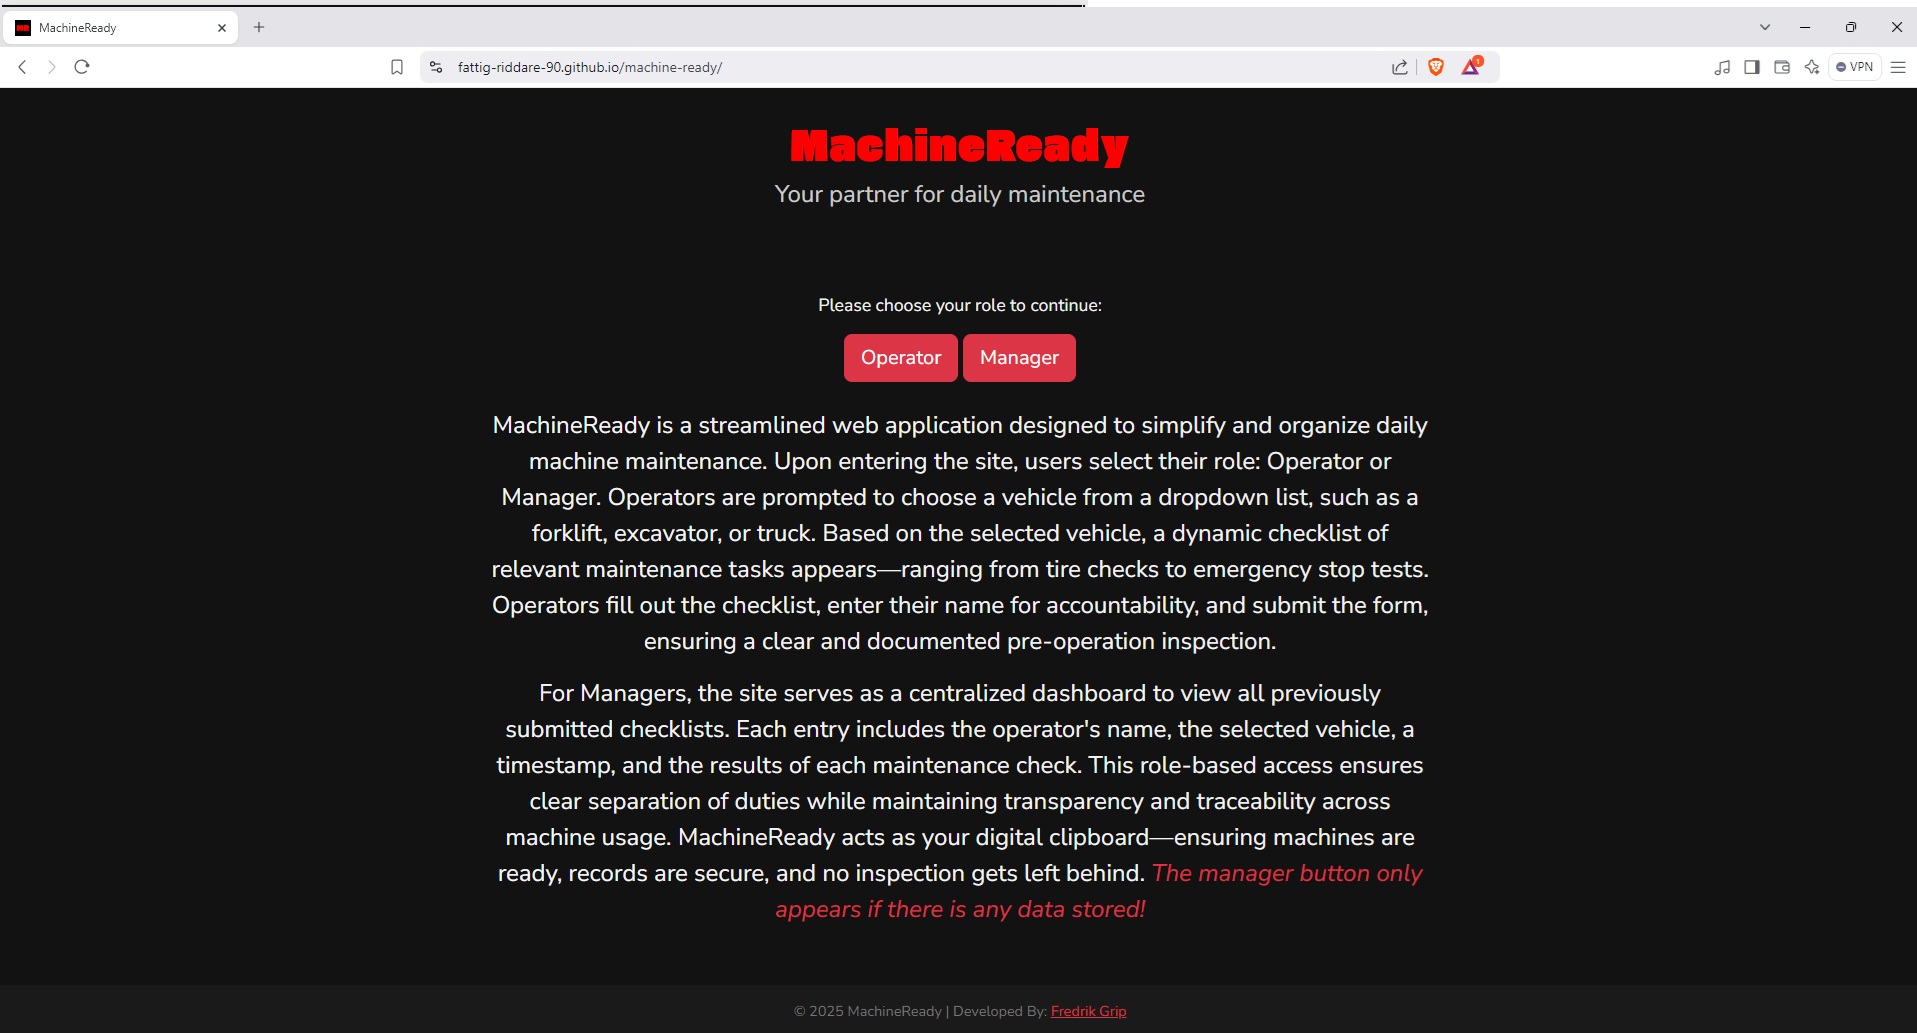 MachineReady
fattig-riddare-90.github.io/machine-ready/
1
VPN
MachineReady
Your partner for daily maintenance
Please choose your role to continue:
Operator Manager
MachineReady is a streamlined web application designed to simplify and organize daily
machine maintenance. Upon entering the site, users select their role: Operator or
Manager. Operators are prompted to choose a vehicle from a dropdown list, such as a
forklift, excavator, or truck. Based on the selected vehicle, a dynamic checklist of
relevant maintenance tasks appears—ranging from tire checks to emergency stop tests.
Operators fill out the checklist, enter their name for accountability, and submit the form,
ensuring a clear and documented pre-operation inspection.
For Managers, the site serves as a centralized dashboard to view all previously
submitted checklists. Each entry includes the operator's name, the selected vehicle, a
timestamp, and the results of each maintenance check. This role-based access ensures
clear separation of duties while maintaining transparency and traceability across
machine usage. MachineReady acts as your digital clipboard—ensuring machines are
ready, records are secure, and no inspection gets left behind. The manager button only
appears if there is any data stored!
© 2025 MachineReady | Developed By: Fredrik Grip